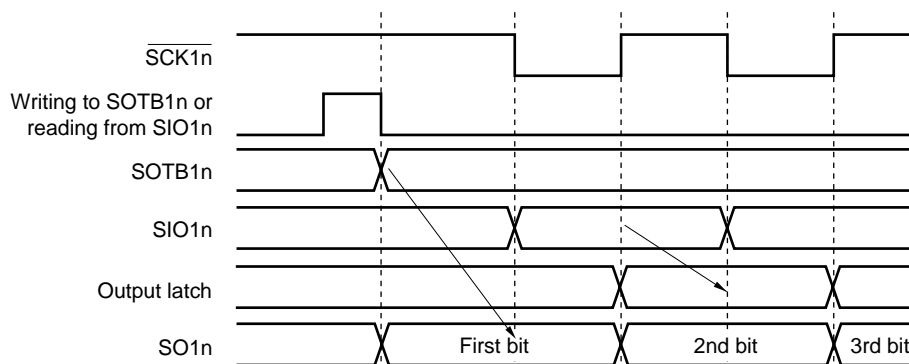 SCK1n
Writing to SOTB1n or
reading from SIO1n
SOTB1n
SIO1n
Output latch
SO1n
First bit
2nd bit
3rd bit